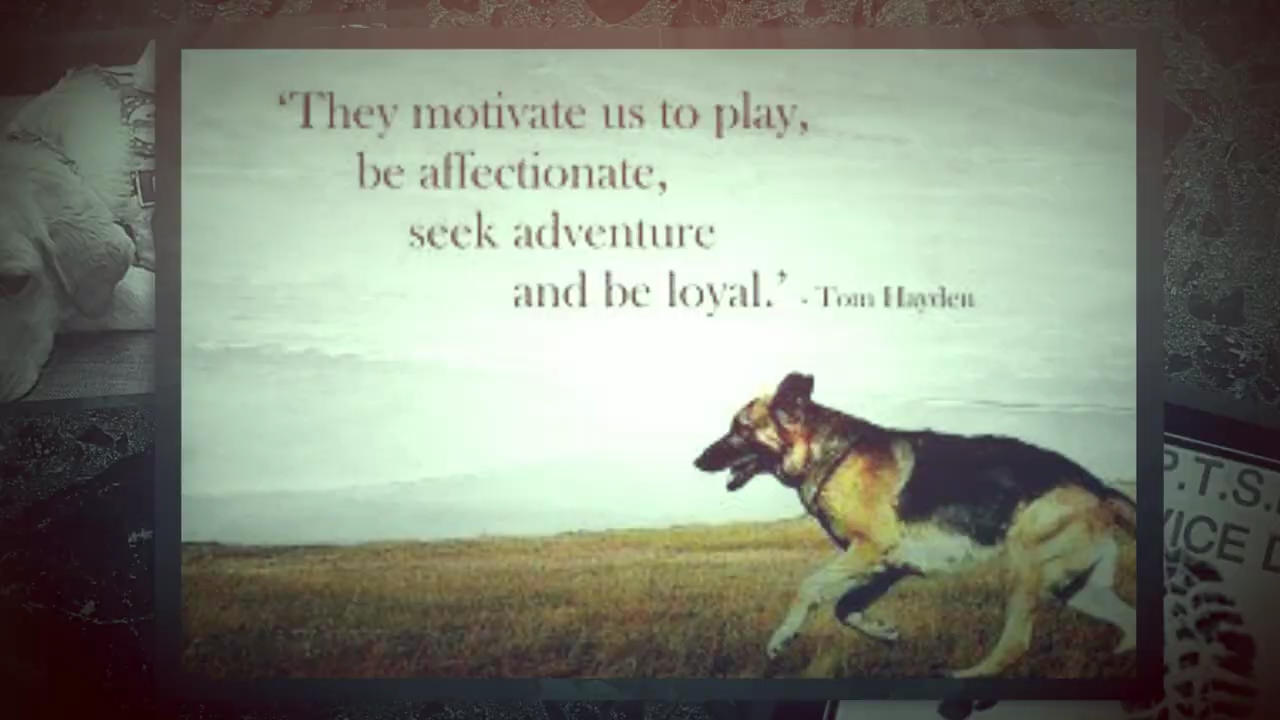 ‘They motivate us to play,
be affectionate,
seek adventure
and be loyal.’ - Tom Hayden
P.T.S.
VICE D